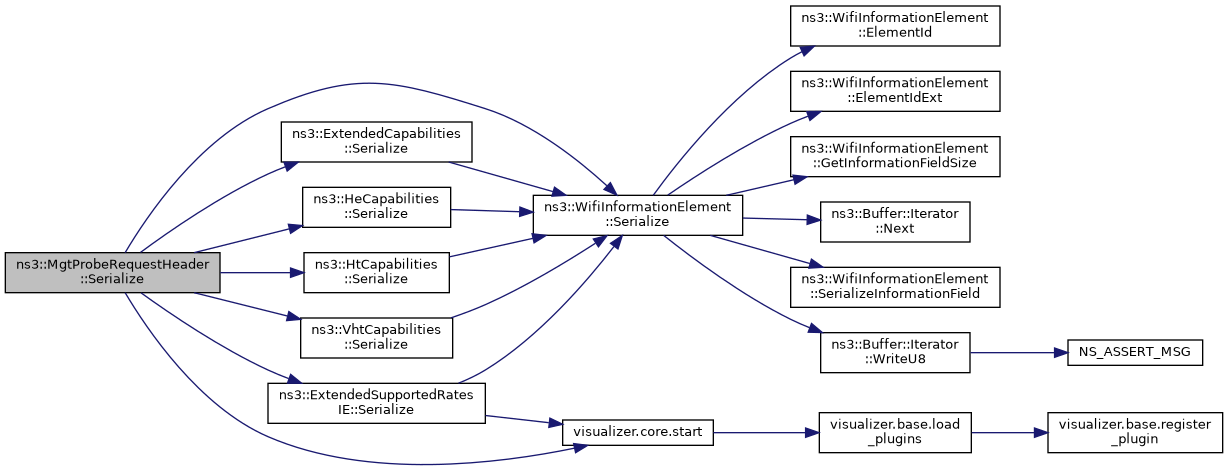 ns3::MgtProbeRequestHeader
::Serialize
ns3::ExtendedCapabilities
::Serialize
ns3::HeCapabilities
::Serialize
ns3::HtCapabilities
::Serialize
ns3::VhtCapabilities
::Serialize
ns3::ExtendedSupportedRates
IE::Serialize
ns3::WifiInformationElement
::Serialize
visualizer.core.start
ns3::WifiInformationElement
::ElementId
ns3::WifiInformationElement
::ElementIdExt
ns3::WifiInformationElement
::GetInformationFieldSize
ns3::Buffer::Iterator
::Next
ns3::WifiInformationElement
::SerializeInformationField
ns3::Buffer::Iterator
::WriteU8
visualizer.base.load
_plugins
NS_ASSERT_MSG
visualizer.base.register
_plugin